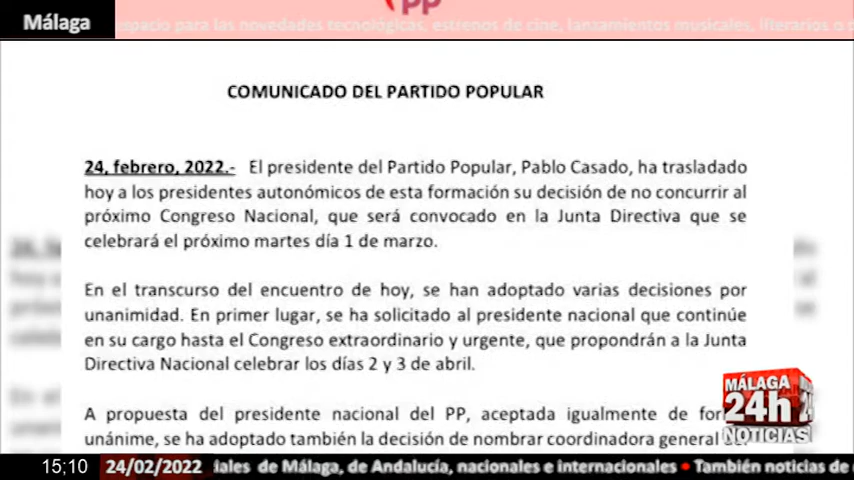 Málaga
PP
espacio para las novedades tecnológicas, estrenos de cine, lanzamientos musicales, literarios o
COMUNICADO DEL PARTIDO POPULAR
24, febrero, 2022.- El presidente del Partido Popular, Pablo Casado, ha trasladado
hoy a los presidentes autonómicos de esta formación su decisión de no concurrir al
próximo Congreso Nacional, que será convocado en la Junta Directiva que se
celebrará el próximo martes día 1 de marzo.
En el transcurso del encuentro de hoy, se han adoptado varias decisiones por
unanimidad. En primer lugar, se ha solicitado al presidente nacional que continúe
en su cargo hasta el Congreso extraordinario y urgente, que propondrán a la Junta
Directiva Nacional celebrar los días 2 y 3 de abril.
A propuesta del presidente nacional del PP, aceptada igualmente de for
unánime, se ha adoptado también la decisión de nombrar coordinadora general
MÁLAGA
24h
NOTICIAS
15:10 24/02/2022 iales de Málaga, de Andalucía, nacionales e internacionales • También noticias de